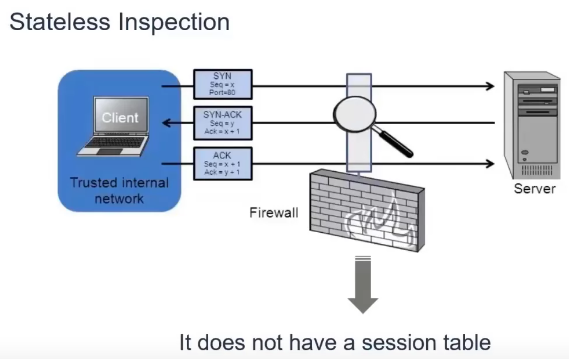 Stateless Inspection
SYN
Seq = x
Port=80
Client
SYN-ACK
Seq = y
Ack = x + 1
ACK
Seq = x + 1
Ack = y + 1
Trusted internal
network
Server
Firewall
It does not have a session table